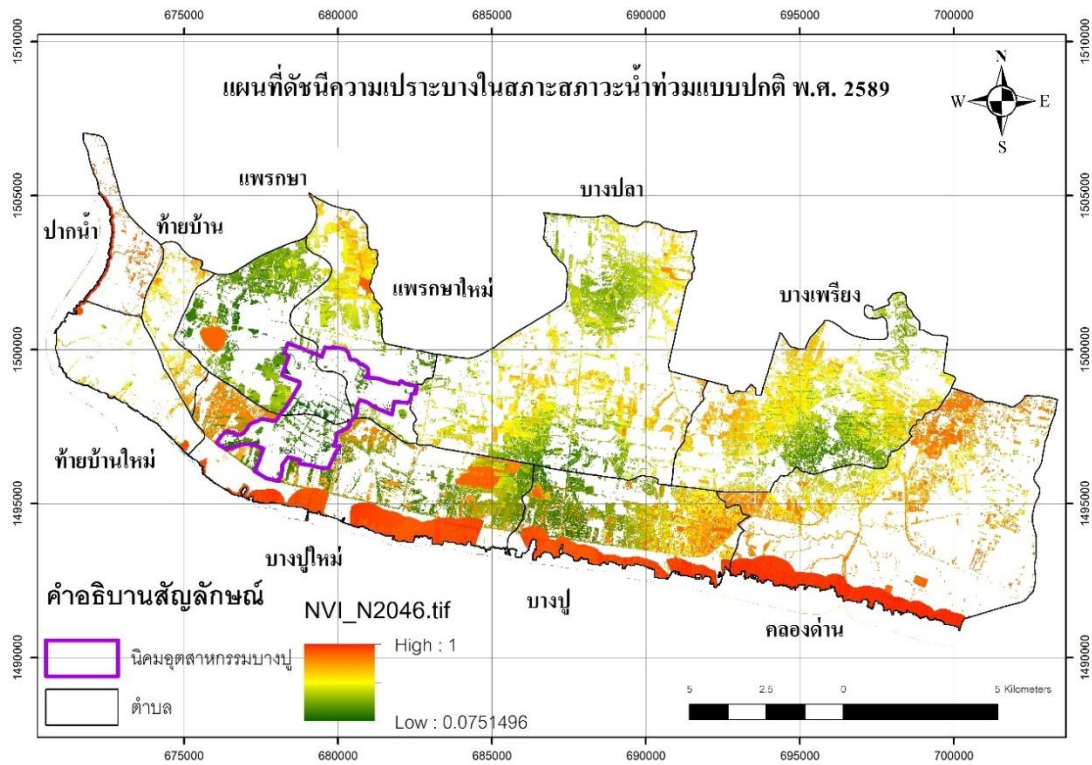 675000 680000 685000 690000 695000 700000
1510000 1510000
แผนที่ดัชนีความเปราะบางในสภาะสภาวะน้ำท่วมแบบปกติ พ.ศ. 2589
N
W E
S
1505000 1505000
แพรกษา
บางปลา
ปากน้ำ
ท้ายบ้าน
แพรกษาใหม่
บางเพรียง
1500000 1500000
ท้ายบ้านใหม่
1495000 1495000
บางปูใหม่
บางปู
คลองด่าน
คำอธิบานสัญลักษณ์
นิคมอุตสาหกรรมบางปู
ตำบล
NVI_N2046.tif
High : 1
Low : 0.0751496
1490000 1490000
5 2.5 0 5 Kilometers
675000 680000 685000 690000 695000 700000